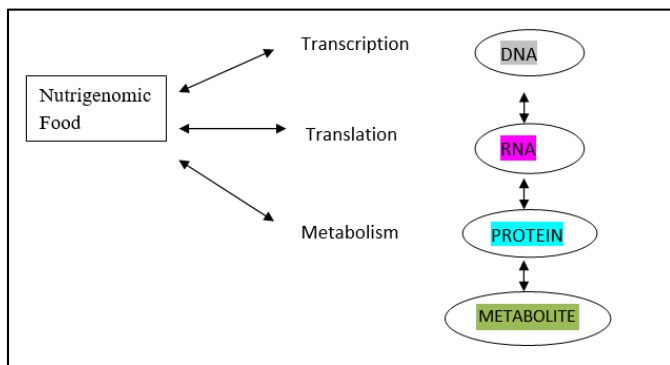 Transcription
DNA
Nutrigenomic
Food
Translation
RNA
Metabolism
PROTEIN
METABOLITE